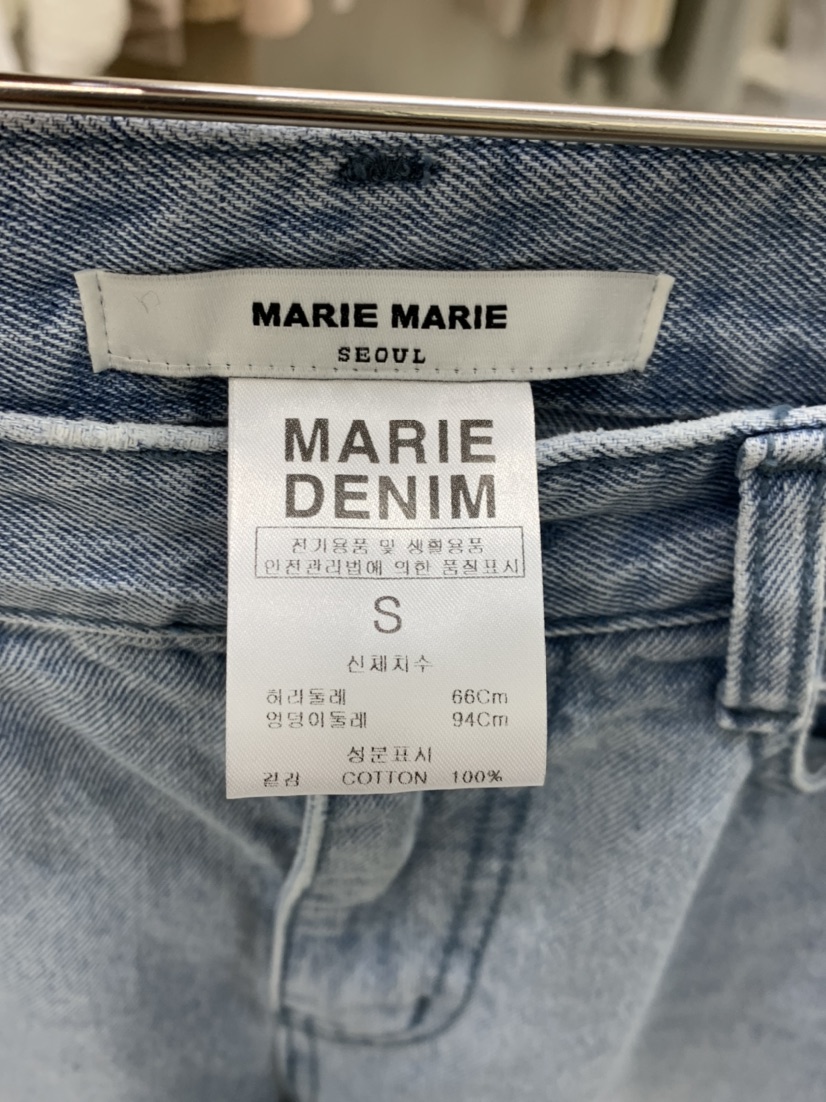 MARIE MARIE
SEOUL
MARIE
DENIM
전기용품 및 생활용품
안전관리법에 의한 품질표시
S
신체치수
허리둘레 66Cm
엉덩이둘레 94Cm
성분표시
겉감 COTTON 100%